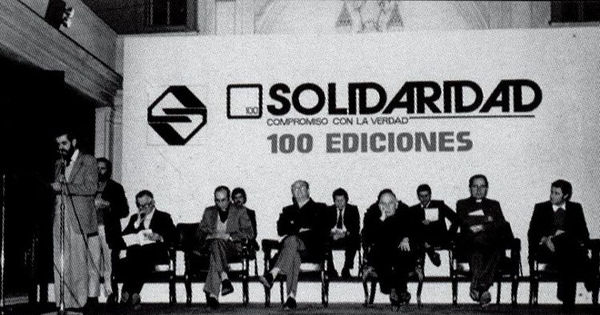 100 SOLIDARIDAD
COMPROMISO CON LA VERDAD
100 EDICIONES